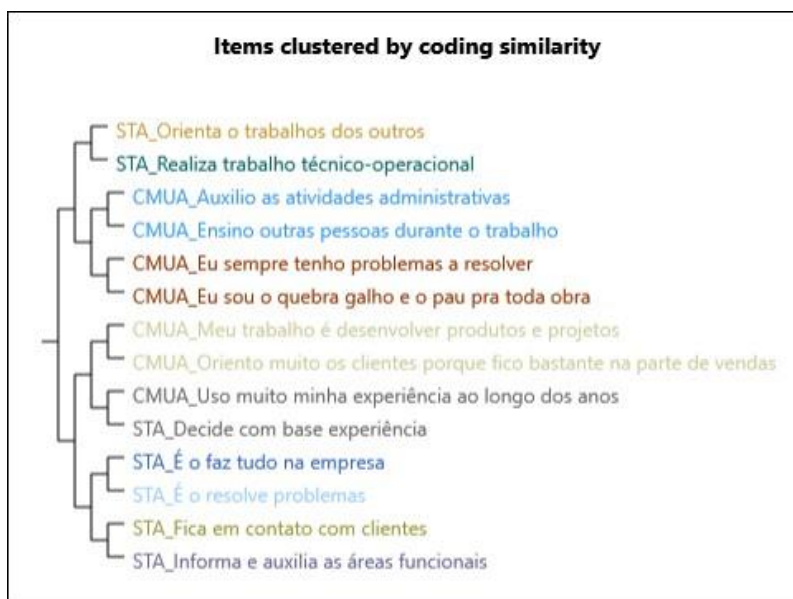 Items clustered by coding similarity
STA_Orienta o trabalhos dos outros
STA_Realiza trabalho técnico-operacional
CMUA_Auxilio as atividades administrativas
CMUA_Ensino outras pessoas durante o trabalho
CMUA_Eu sempre tenho problemas a resolver
CMUA_Eu sou o quebra galho e o pau pra toda obra
CMUA_Meu trabalho é desenvolver produtos e projetos
CMUA_Oriento muito os clientes porque fico bastante na parte de vendas
CMUA_Uso muito minha experiência ao longo dos anos
STA_Decide com base experiência
STA_É o faz tudo na empresa
STA_É o resolve problemas
STA_Fica em contato com clientes
STA_Informa e auxilia as áreas funcionais